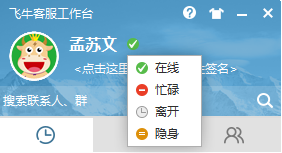 飞牛客服工作台
孟苏文
<点击这里 生签名>
在线
搜索联系人、群
忙碌
离开
隐身